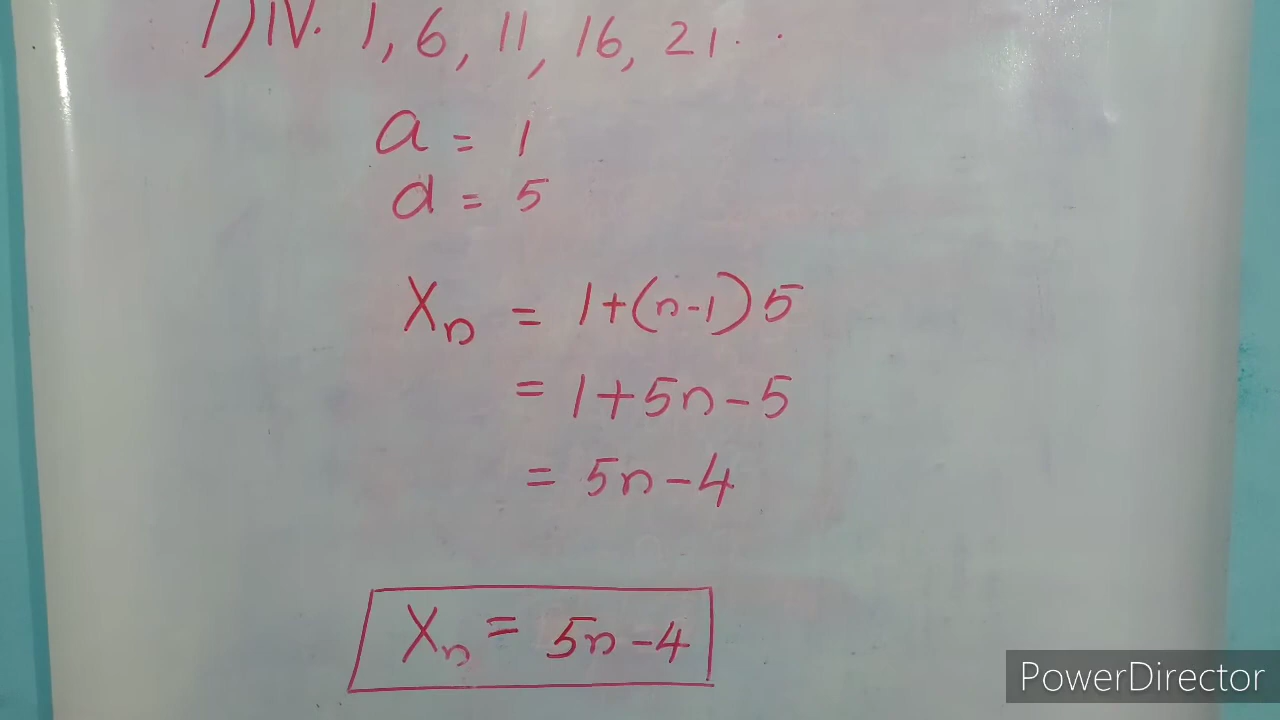 1) IV. 1, 6, 11, 16, 21 . .
a = 1
d = 5
Xn = 1+(n-1)5
= 1+5n-5
= 5n-4
Xn = 5n-4
PowerDirector